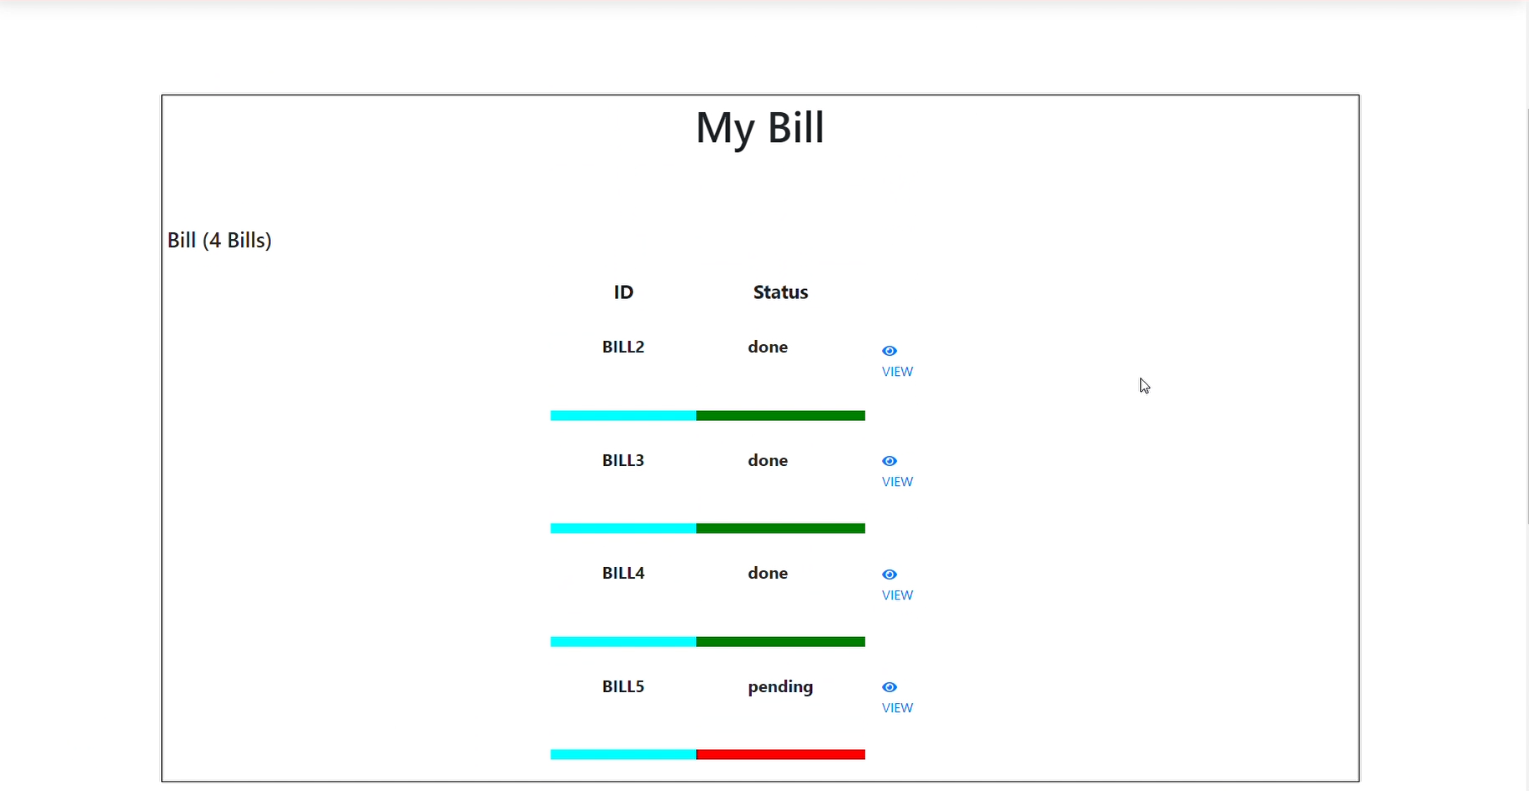 My Bill
Bill (4 Bills)
ID Status
BILL2 done
VIEW
BILL3 done
VIEW
BILL4 done
VIEW
BILL5 pending
VIEW